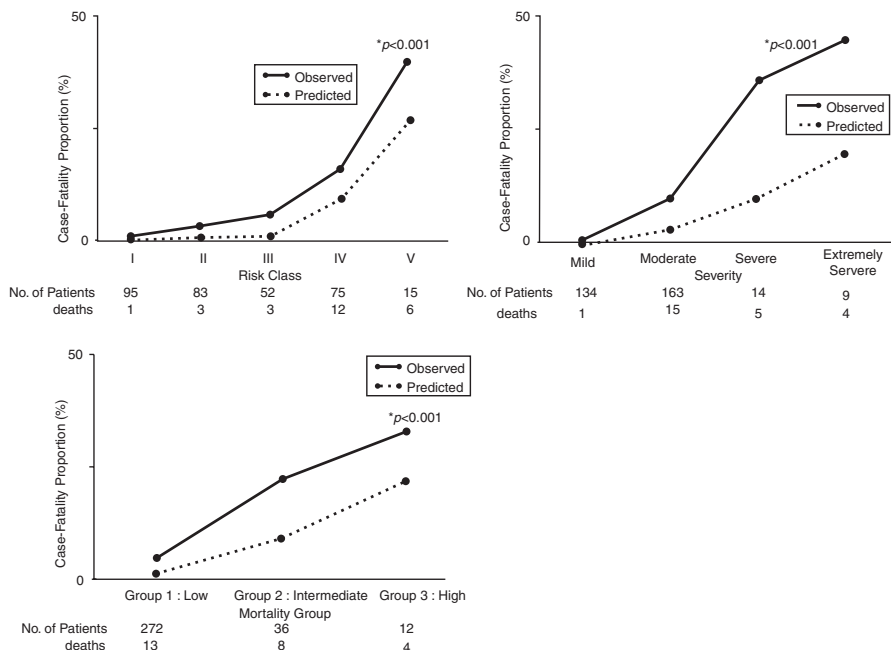 50
*p<0.001
Observed
Predicted
Case-Fatality Proportion (%)
0
I II III IV V
Risk Class
No. of Patients 95 83 52 75 15
deaths 1 3 3 12 6
50
*p<0.001
Observed
Predicted
Case-Fatality Proportion (%)
0
Mild Moderate Severe Extremely
Servere
Severity
134 163 14 9
deaths 1 15 5 4
No. of Patients
50
Observed
Predicted
*p<0.001
Case-Fatality Proportion (%)
0
Group 1 : Low Group 2 : Intermediate Group 3 : High
Mortality Group
No. of Patients 272 36 12
deaths 13 8 4